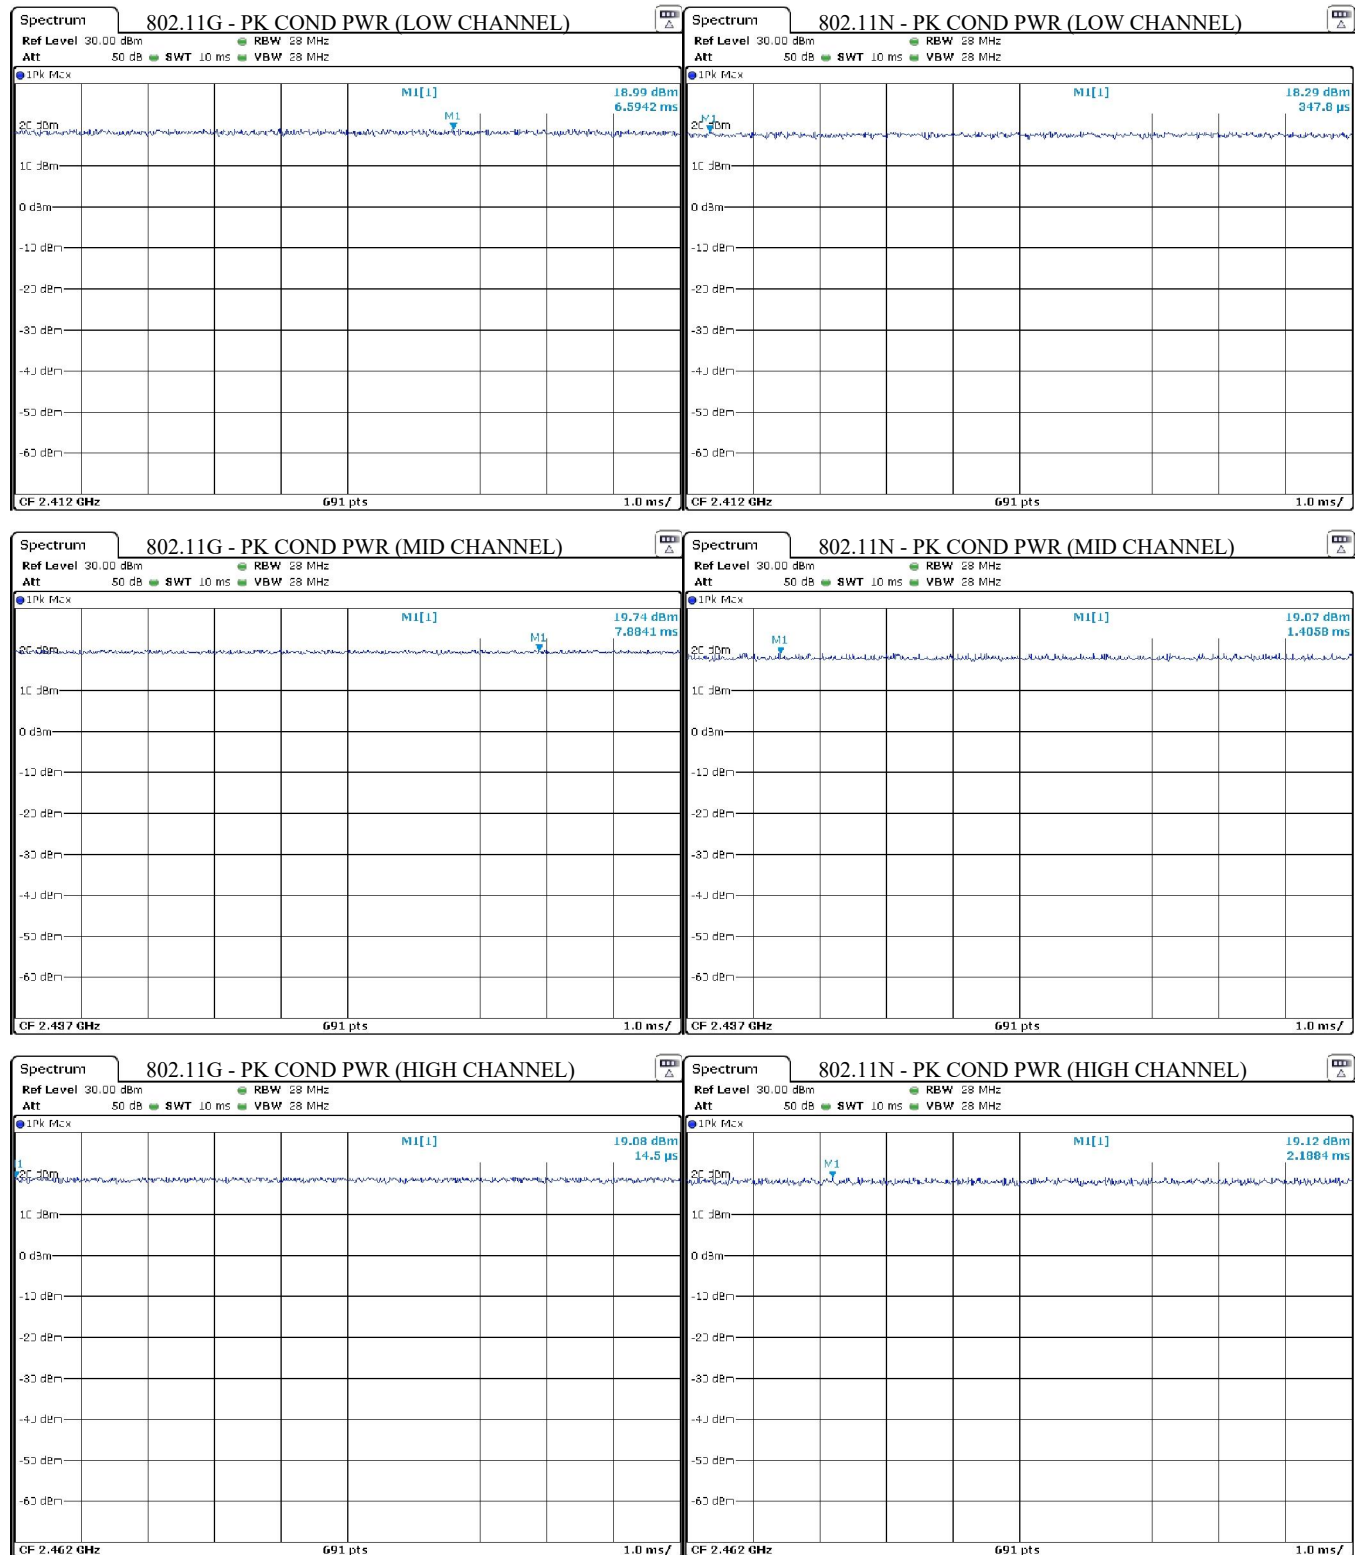 Spectrum
802.11G - PK COND PWR (LOW CHANNEL)
Ref Level 30.00 dBm RBW 28 MHz
Att 50 dB SWT 10 ms VBW 28 MHz
1Pk Max
M1[1] 18.99 dBm
6.5942 ms
M1
20 dBm
10 dBm
0 dBm
-10 dBm
-20 dBm
-30 dBm
-40 dBm
-50 dBm
-60 dBm
CF 2.412 GHz 691 pts 1.0 ms/
Spectrum
802.11N - PK COND PWR (LOW CHANNEL)
Ref Level 30.00 dBm RBW 28 MHz
Att 50 dB SWT 10 ms VBW 28 MHz
1Pk Max
M1[1] 18.29 dBm
347.8 µs
M1
20 dBm
10 dBm
0 dBm
-10 dBm
-20 dBm
-30 dBm
-40 dBm
-50 dBm
-60 dBm
CF 2.412 GHz 691 pts 1.0 ms/
Spectrum
802.11G - PK COND PWR (MID CHANNEL)
Ref Level 30.00 dBm RBW 28 MHz
Att 50 dB SWT 10 ms VBW 28 MHz
1Pk Max
M1[1] 19.74 dBm
7.8841 ms
M1
20 dBm
10 dBm
0 dBm
-10 dBm
-20 dBm
-30 dBm
-40 dBm
-50 dBm
-60 dBm
CF 2.437 GHz 691 pts 1.0 ms/
Spectrum
802.11N - PK COND PWR (MID CHANNEL)
Ref Level 30.00 dBm RBW 28 MHz
Att 50 dB SWT 10 ms VBW 28 MHz
1Pk Max
M1[1] 19.07 dBm
1.4058 ms
M1
20 dBm
10 dBm
0 dBm
-10 dBm
-20 dBm
-30 dBm
-40 dBm
-50 dBm
-60 dBm
CF 2.437 GHz 691 pts 1.0 ms/
Spectrum
802.11G - PK COND PWR (HIGH CHANNEL)
Ref Level 30.00 dBm RBW 28 MHz
Att 50 dB SWT 10 ms VBW 28 MHz
1Pk Max
M1[1] 19.08 dBm
14.5 µs
1
20 dBm
10 dBm
0 dBm
-10 dBm
-20 dBm
-30 dBm
-40 dBm
-50 dBm
-60 dBm
CF 2.462 GHz 691 pts 1.0 ms/
Spectrum
802.11N - PK COND PWR (HIGH CHANNEL)
Ref Level 30.00 dBm RBW 28 MHz
Att 50 dB SWT 10 ms VBW 28 MHz
1Pk Max
M1[1] 19.12 dBm
2.1884 ms
M1
20 dBm
10 dBm
0 dBm
-10 dBm
-20 dBm
-30 dBm
-40 dBm
-50 dBm
-60 dBm
CF 2.462 GHz 691 pts 1.0 ms/